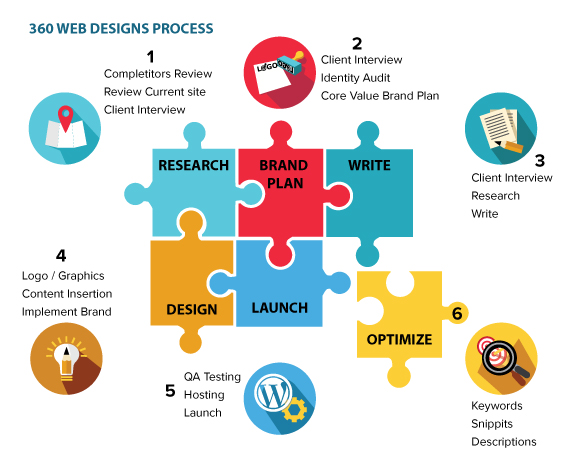 360 WEB DESIGNS PROCESS
1
Completitors Review
Review Current site
Client Interview
2
Client Interview
Identity Audit
Core Value Brand Plan
LOGO
RESEARCH
BRAND
PLAN
WRITE
3
Client Interview
Research
Write
4
Logo / Graphics
Content Insertion
Implement Brand
DESIGN
LAUNCH
OPTIMIZE
5
QA Testing
Hosting
Launch
6
Keywords
Snippits
Descriptions